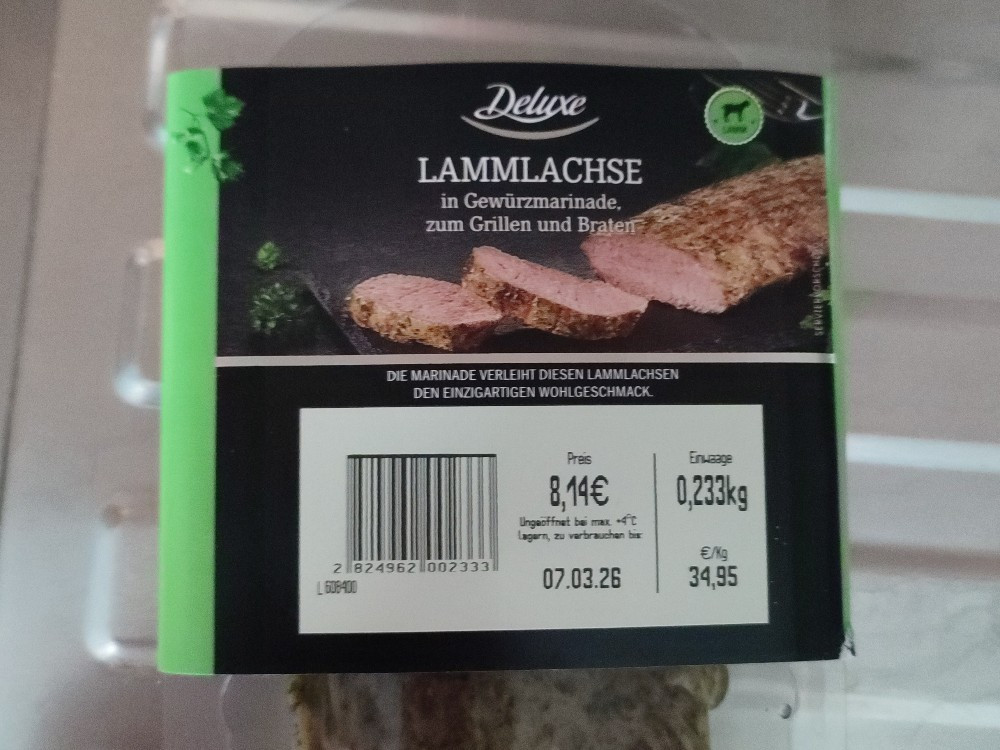 Deluxe
LAMM
LAMMLACHSE
in Gewürzmarinade,
zum Grillen und Braten
DIE MARINADE VERLEIHT DIESEN LAMMLACHSEN
DEN EINZIGARTIGEN WOHLGESCHMACK.
Preis
8,14€
Ungeöffnet bei max. +4°C
lagern, zu verbrauchen bis:
07.03.26
Einwaage
0,233kg
€/Kg
34,95
2 824962 002333
L 608400